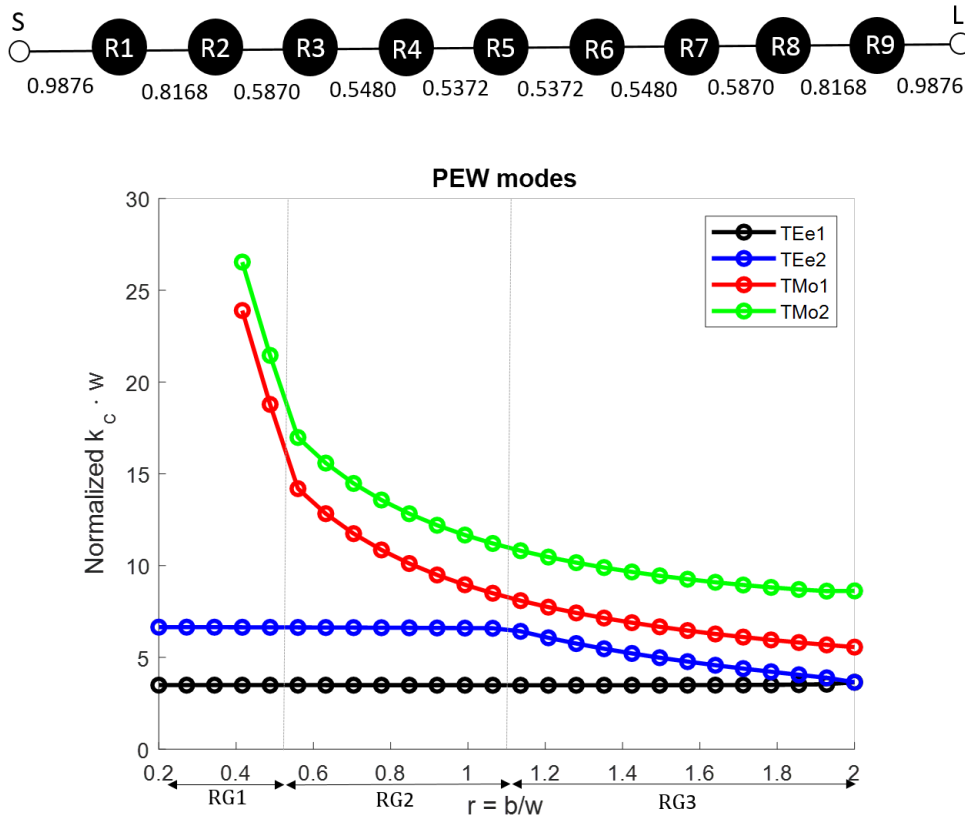 S L
R1 R2 R3 R4 R5 R6 R7 R8 R9
0.9876 0.8168 0.5870 0.5480 0.5372 0.5372 0.5480 0.5870 0.8168 0.9876
PEW modes
30
25
20
15
10
5
0
Normalized k c · w
TEe1
TEe2
TMo1
TMo2
0.2 0.4 0.6 0.8 1 1.2 1.4 1.6 1.8 2
RG1 RG2 RG3
r = b/w